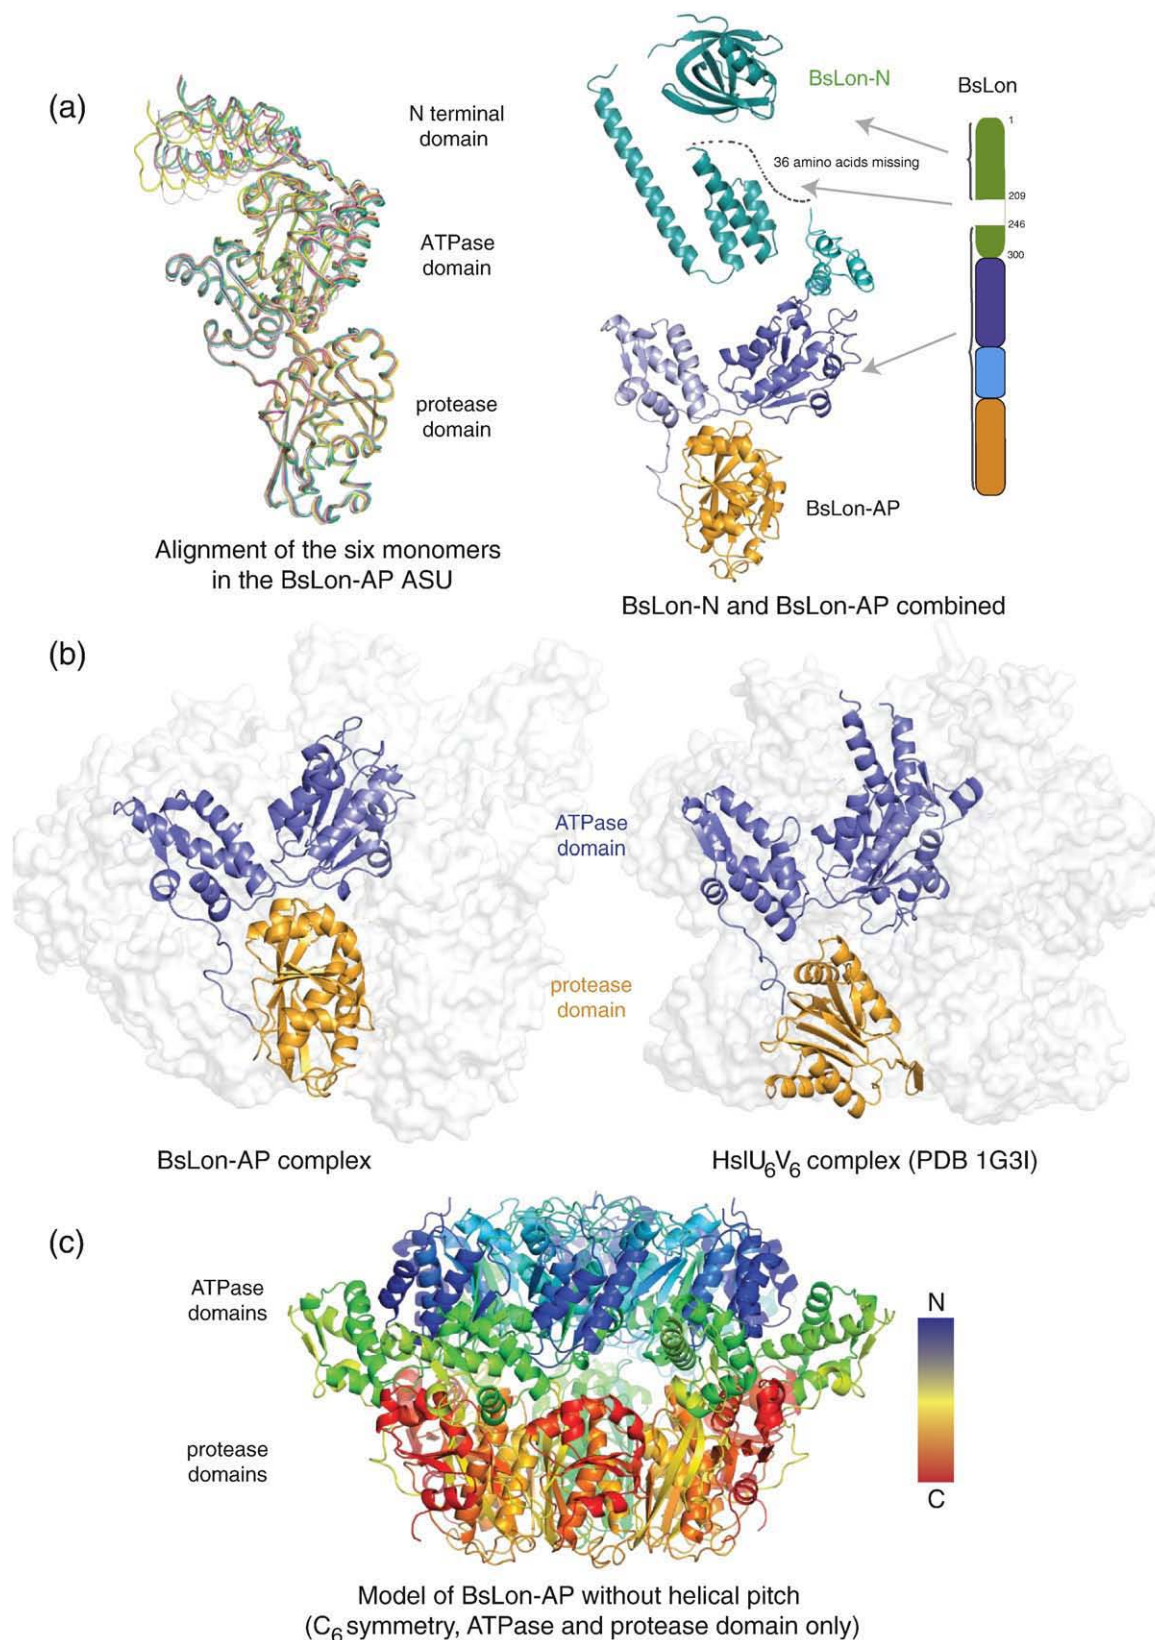 (a)
N terminal
domain
ATPase
domain
protease
domain
Alignment of the six monomers
in the BsLon-AP ASU
BsLon-N
36 amino acids missing
BsLon-AP
BsLon-N and BsLon-AP combined
BsLon
1
209
246
300
(b)
ATPase
domain
protease
domain
BsLon-AP complex
HslU6V6 complex (PDB 1G3I)
(c)
ATPase
domains
protease
domains
N
C
Model of BsLon-AP without helical pitch
(C6 symmetry, ATPase and protease domain only)